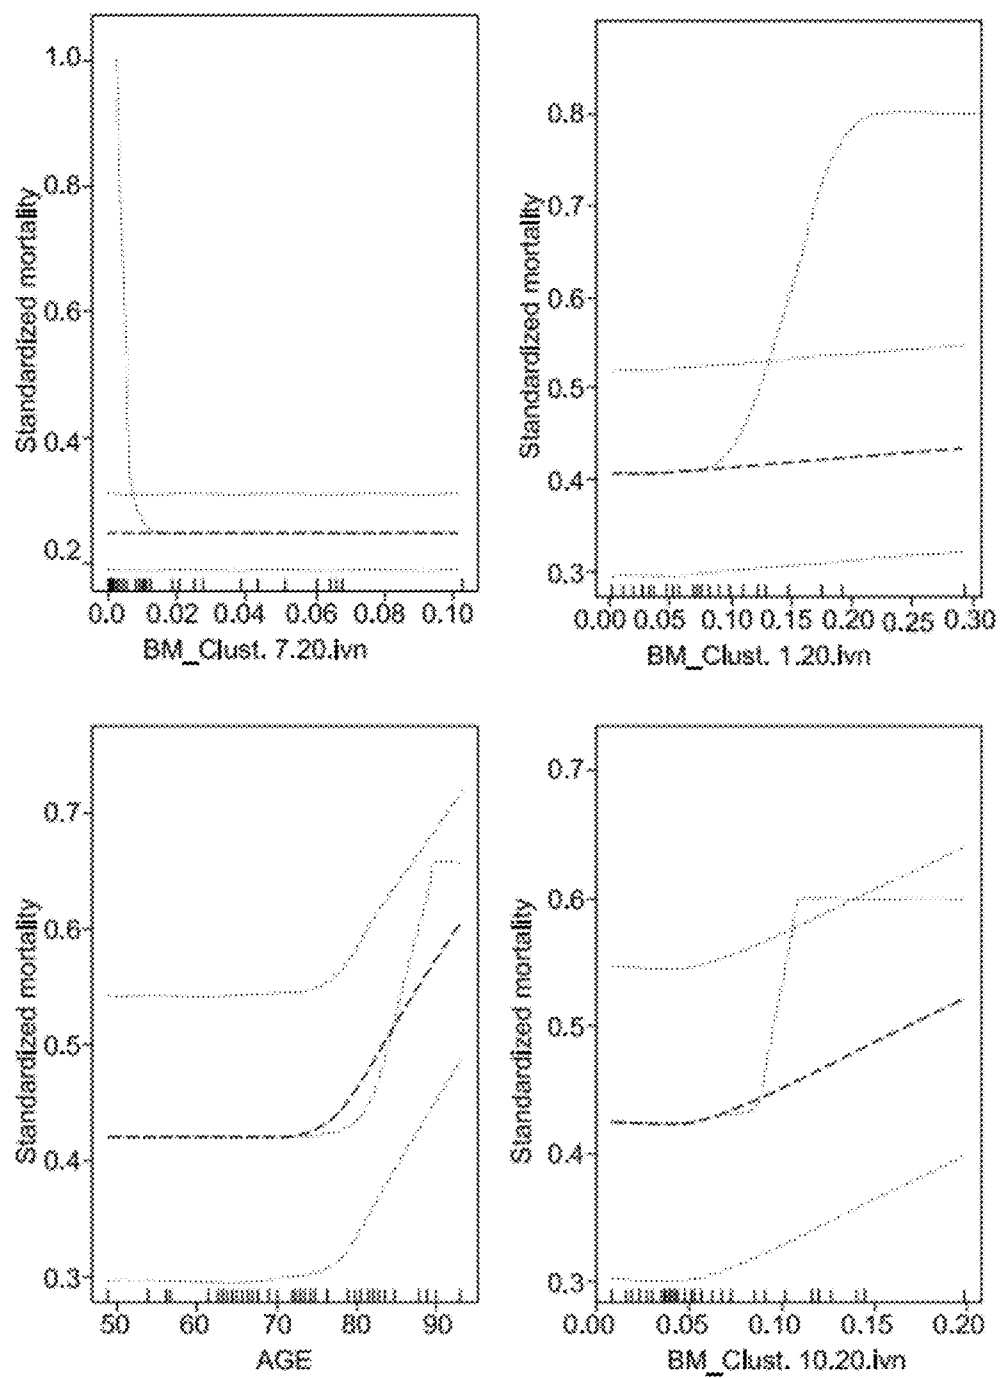 Standardized mortality
1.0
0.8
0.6
0.4
0.2
0.0 0.02 0.04 0.06 0.08 0.10
BM_Clust. 7.20.ivn
Standardized mortality
0.8
0.7
0.6
0.5
0.4
0.3
0.00 0.05 0.10 0.15 0.20 0.25 0.30
BM_Clust. 1.20.ivn
Standardized mortality
0.7
0.6
0.5
0.4
0.3
50 60 70 80 90
AGE
Standardized mortality
0.7
0.6
0.5
0.4
0.3
0.00 0.05 0.10 0.15 0.20
BM_Clust. 10.20.ivn